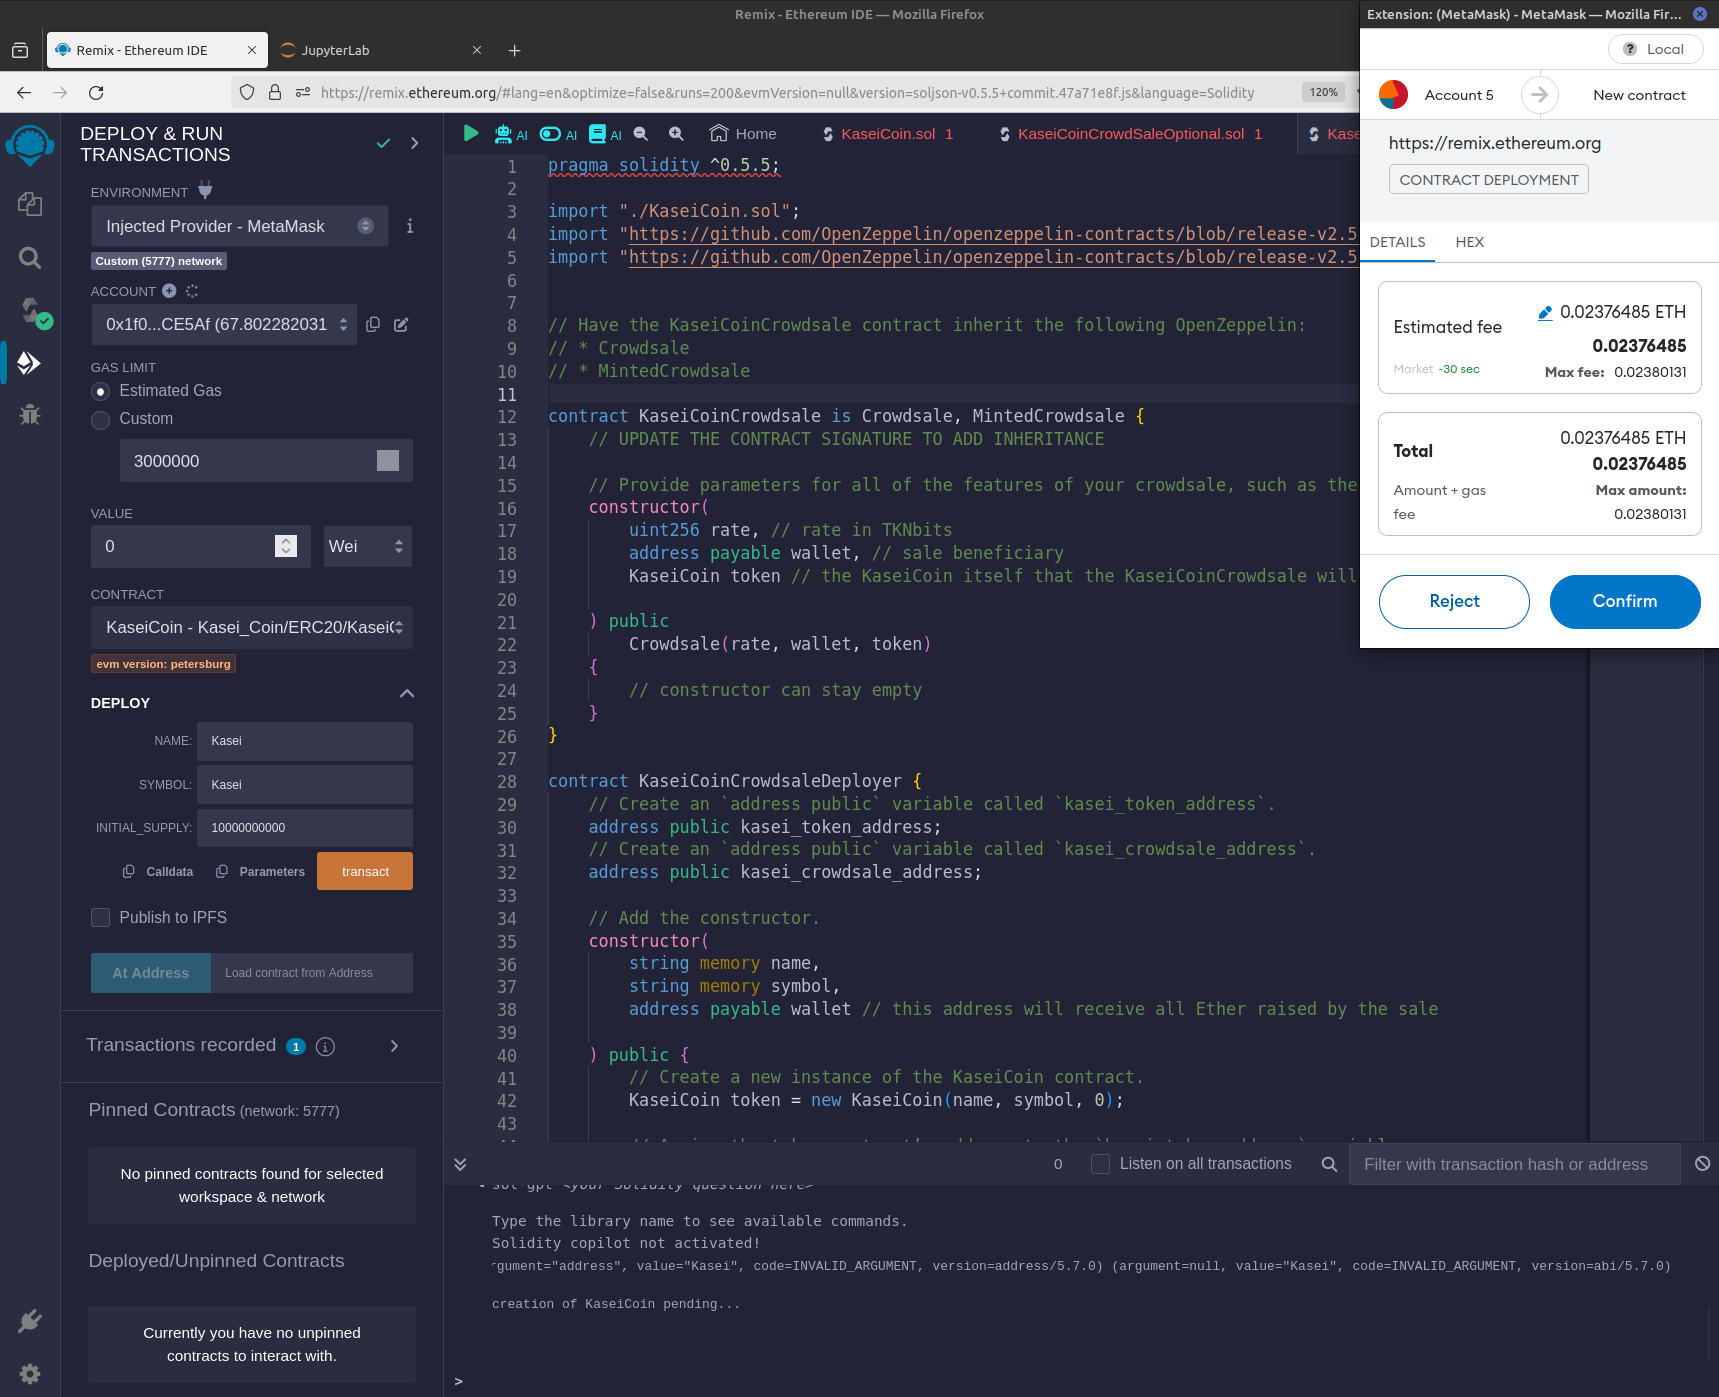 Remix - Ethereum IDE — Mozilla Firefox
Remix - Ethereum IDE
JupyterLab
https://remix.ethereum.org/#lang=en&optimize=false&runs=200&evmVersion=null&version=soljson-v0.5.5+commit.47a71e8f.js&language=Solidity
120%
DEPLOY & RUN
TRANSACTIONS
ENVIRONMENT
Injected Provider - MetaMask
Custom (5777) network
ACCOUNT
0x1f0...CE5Af (67.802282031
GAS LIMIT
Estimated Gas
Custom
3000000
VALUE
0
Wei
CONTRACT
KaseiCoin - Kasei_Coin/ERC20/Kasei
evm version: petersburg
DEPLOY
NAME: Kasei
SYMBOL: Kasei
INITIAL_SUPPLY: 10000000000
Calldata
Parameters
transact
Publish to IPFS
At Address
Load contract from Address
Transactions recorded 1
Pinned Contracts (network: 5777)
No pinned contracts found for selected
workspace & network
Deployed/Unpinned Contracts
Currently you have no unpinned
contracts to interact with.
AI
AI
AI
Home
KaseiCoin.sol 1
KaseiCoinCrowdSaleOptional.sol 1
Kase
1 pragma solidity ^0.5.5;
2
3 import "./KaseiCoin.sol";
4 import "https://github.com/OpenZeppelin/openzeppelin-contracts/blob/release-v2.5
5 import "https://github.com/OpenZeppelin/openzeppelin-contracts/blob/release-v2.5
6
7
8 // Have the KaseiCoinCrowdsale contract inherit the following OpenZeppelin:
9 // * Crowdsale
10 // * MintedCrowdsale
11
12 contract KaseiCoinCrowdsale is Crowdsale, MintedCrowdsale {
13 // UPDATE THE CONTRACT SIGNATURE TO ADD INHERITANCE
14
15 // Provide parameters for all of the features of your crowdsale, such as the
16 constructor(
17 uint256 rate, // rate in TKNbits
18 address payable wallet, // sale beneficiary
19 KaseiCoin token // the KaseiCoin itself that the KaseiCoinCrowdsale will
20
21 ) public
22 Crowdsale(rate, wallet, token)
23 {
24 // constructor can stay empty
25 }
26 }
27
28 contract KaseiCoinCrowdsaleDeployer {
29 // Create an `address public` variable called `kasei_token_address`.
30 address public kasei_token_address;
31 // Create an `address public` variable called `kasei_crowdsale_address`.
32 address public kasei_crowdsale_address;
33
34 // Add the constructor.
35 constructor(
36 string memory name,
37 string memory symbol,
38 address payable wallet // this address will receive all Ether raised by the sale
39
40 ) public {
41 // Create a new instance of the KaseiCoin contract.
42 KaseiCoin token = new KaseiCoin(name, symbol, 0);
43
0
Listen on all transactions
Filter with transaction hash or address
sol-gpt <your Solidity question here>
Type the library name to see available commands.
Solidity copilot not activated!
rgument="address", value="Kasei", code=INVALID_ARGUMENT, version=address/5.7.0) (argument=null, value="Kasei", code=INVALID_ARGUMENT, version=abi/5.7.0)
creation of KaseiCoin pending...
>
Extension: (MetaMask) - MetaMask — Mozilla Fir...
Local
Account 5
New contract
https://remix.ethereum.org
CONTRACT DEPLOYMENT
DETAILS
HEX
Estimated fee
0.02376485 ETH
0.02376485
Market -30 sec
Max fee: 0.02380131
Total
0.02376485 ETH
0.02376485
Amount + gas
fee
Max amount:
0.02380131
Reject
Confirm